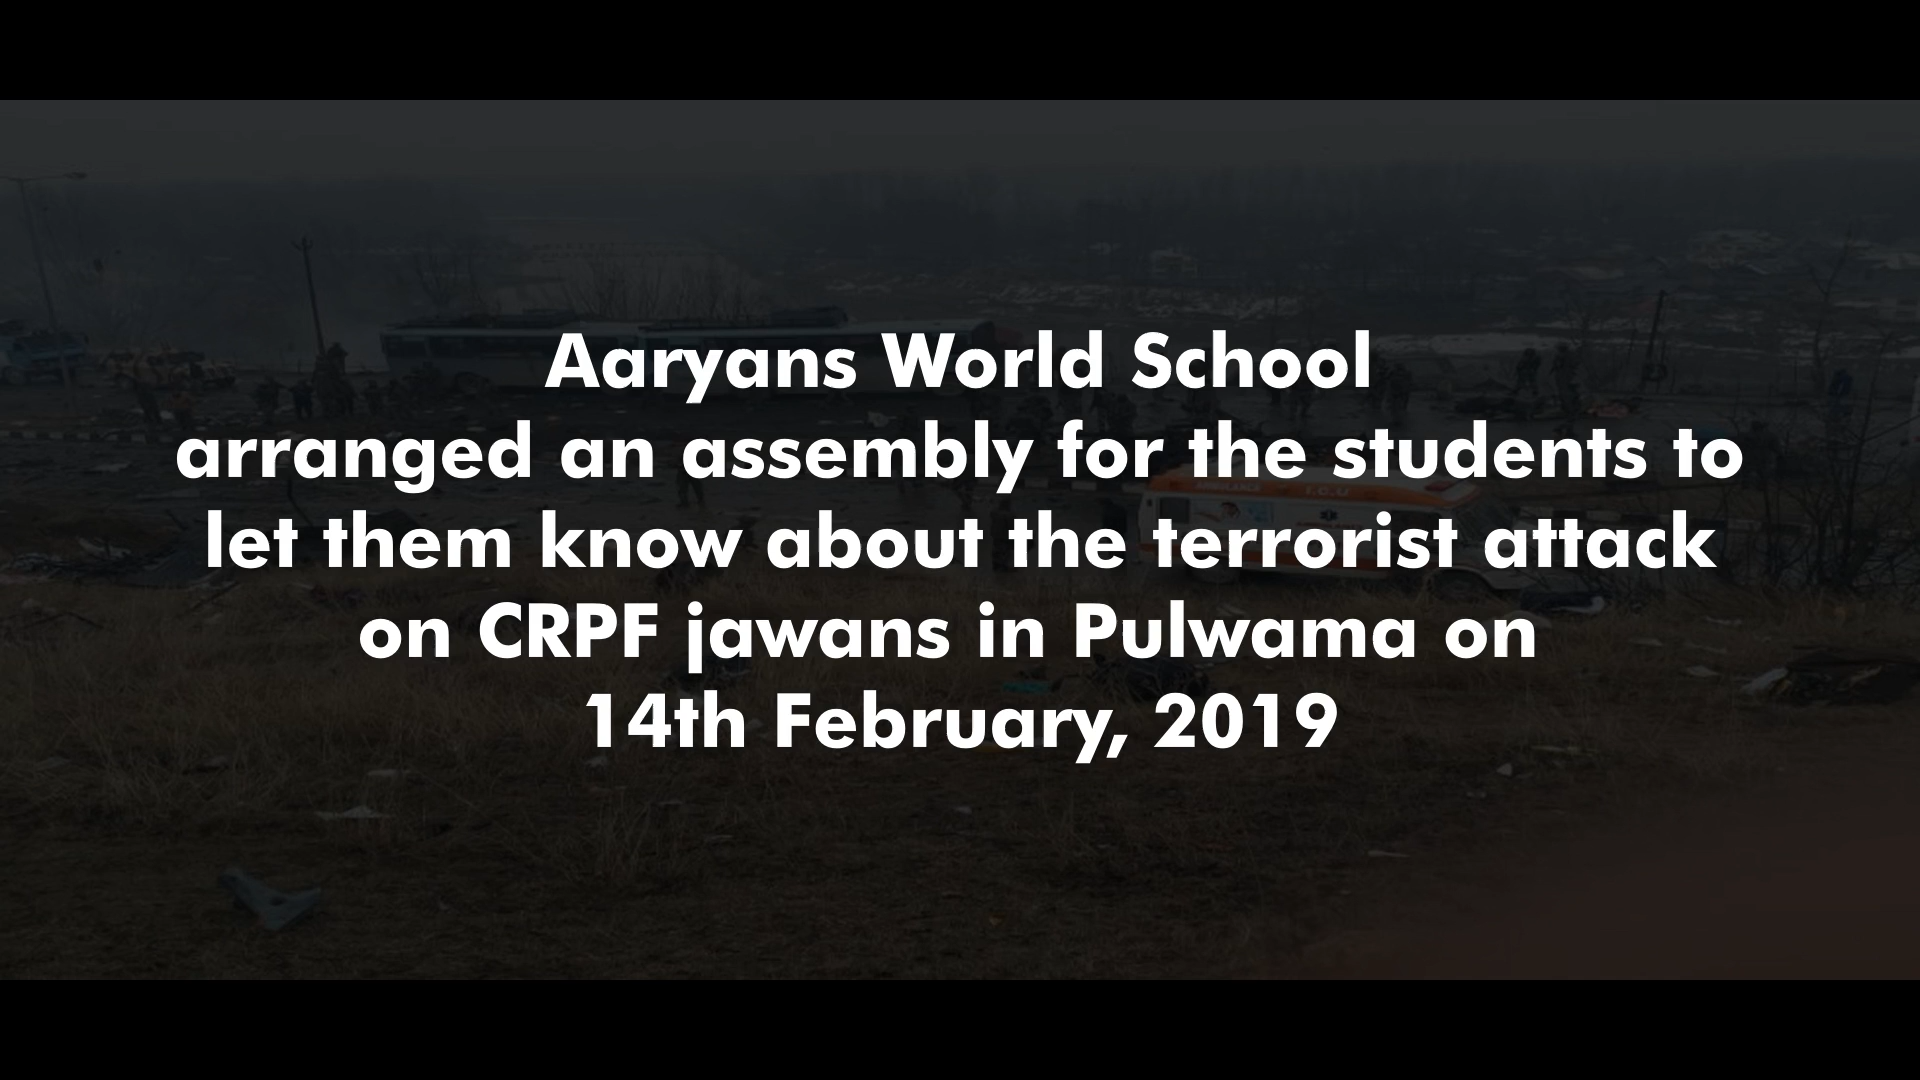 Aaryans World School
arranged an assembly for the students to
let them know about the terrorist attack
on CRPF jawans in Pulwama on
14th February, 2019
I.C.U